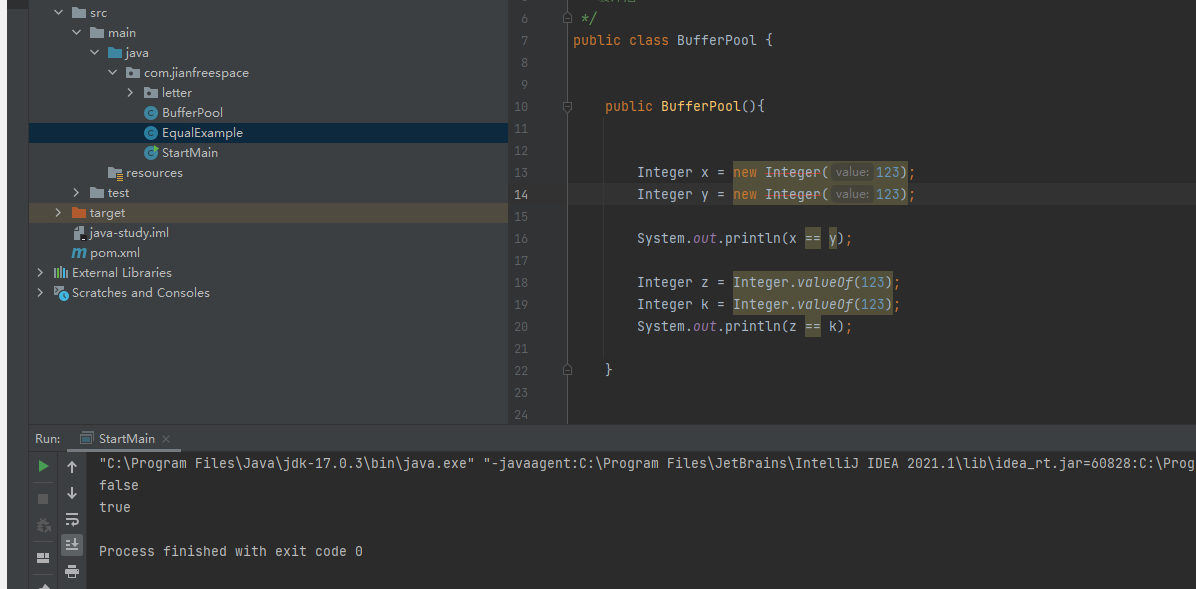 src
main
java
com.jianfreespace
letter
BufferPool
EqualExample
StartMain
resources
test
target
java-study.iml
pom.xml
External Libraries
Scratches and Consoles
6 */
7 public class BufferPool {
8
9
10 public BufferPool(){
11
12
13 Integer x = new Integer( value: 123);
14 Integer y = new Integer( value: 123);
15
16 System.out.println(x == y);
17
18 Integer z = Integer.valueOf(123);
19 Integer k = Integer.valueOf(123);
20 System.out.println(z == k);
21
22 }
23
24
Run: StartMain
"C:\Program Files\Java\jdk-17.0.3\bin\java.exe" "-javaagent:C:\Program Files\JetBrains\IntelliJ IDEA 2021.1\lib\idea_rt.jar=60828:C:\Prog
false
true
Process finished with exit code 0